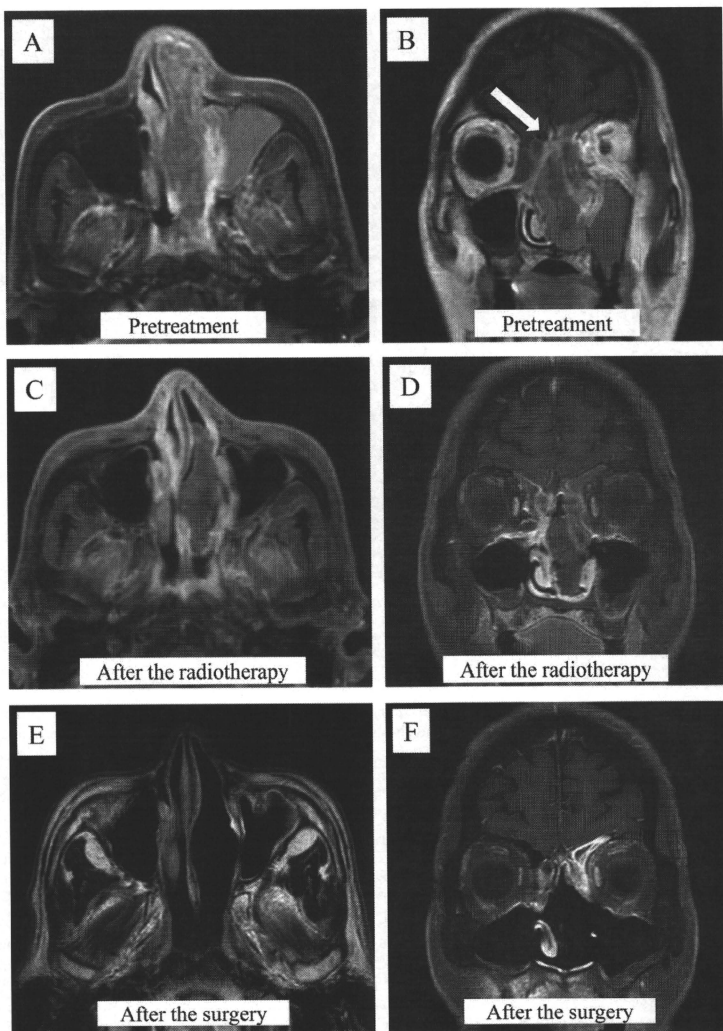 A
B
Pretreatment
Pretreatment
C
D
After the radiotherapy
After the radiotherapy
E
F
After the surgery
After the surgery